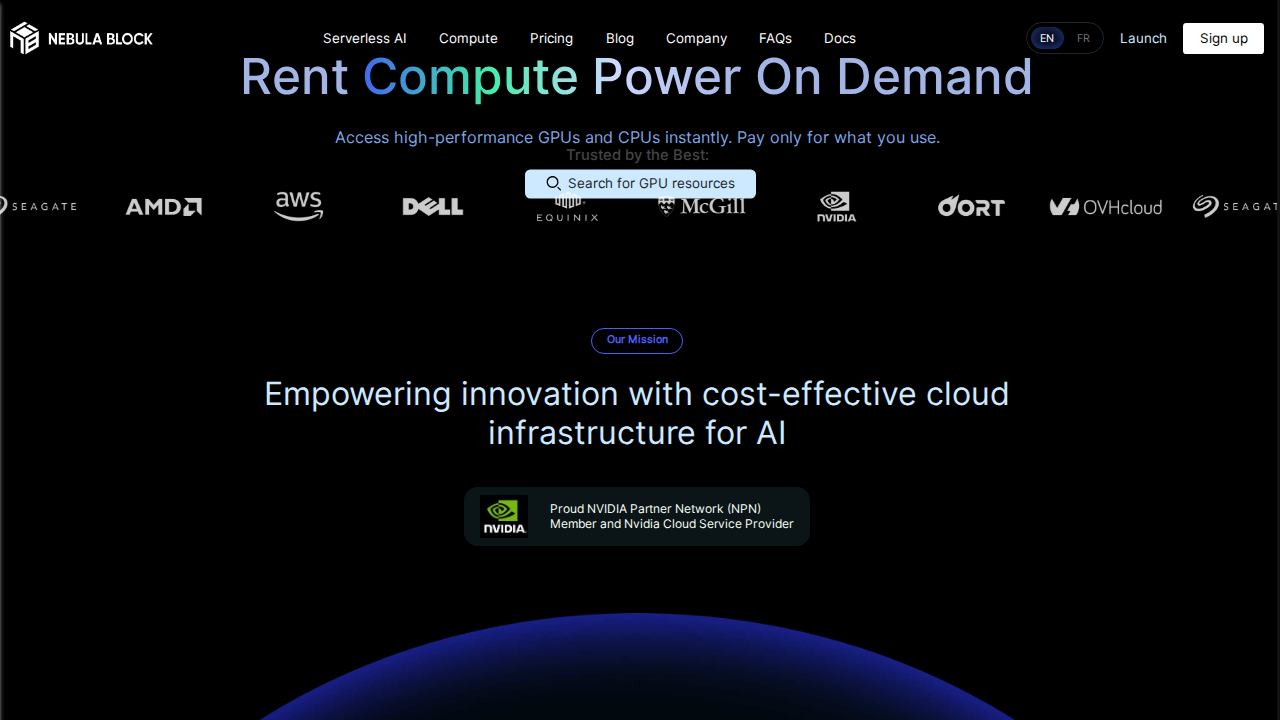 NEBULA BLOCK
Serverless AI
Compute
Pricing
Blog
Company
FAQs
Docs
EN
FR
Launch
Sign up
Rent Compute Power On Demand
Access high-performance GPUs and CPUs instantly. Pay only for what you use.
Trusted by the Best:
Search for GPU resources
SEAGATE
AMD
aws
DELL
EQUINIX
McGill
NVIDIA
OORT
OVHcloud
SEAGAT
Our Mission
Empowering innovation with cost-effective cloud
infrastructure for AI
NVIDIA.
Proud NVIDIA Partner Network (NPN)
Member and Nvidia Cloud Service Provider